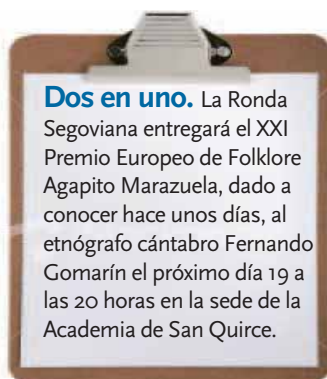 Dos en uno. La Ronda
Segoviana entregará el XXI
Premio Europeo de Folklore
Agapito Marazuela, dado a
conocer hace unos días, al
etnógrafo cántabro Fernando
Gomarín el próximo día 19 a
las 20 horas en la sede de la
Academia de San Quirce.